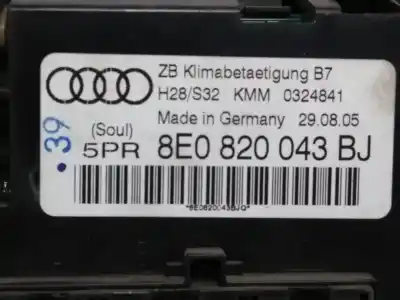 ZB Klimabetaetigung B7
H28/S32 KMM 0324841
Made in Germany 29.08.05
.39
(Soul)
5PR 8E0 820 043 BJ
*8E0820043BJQ*